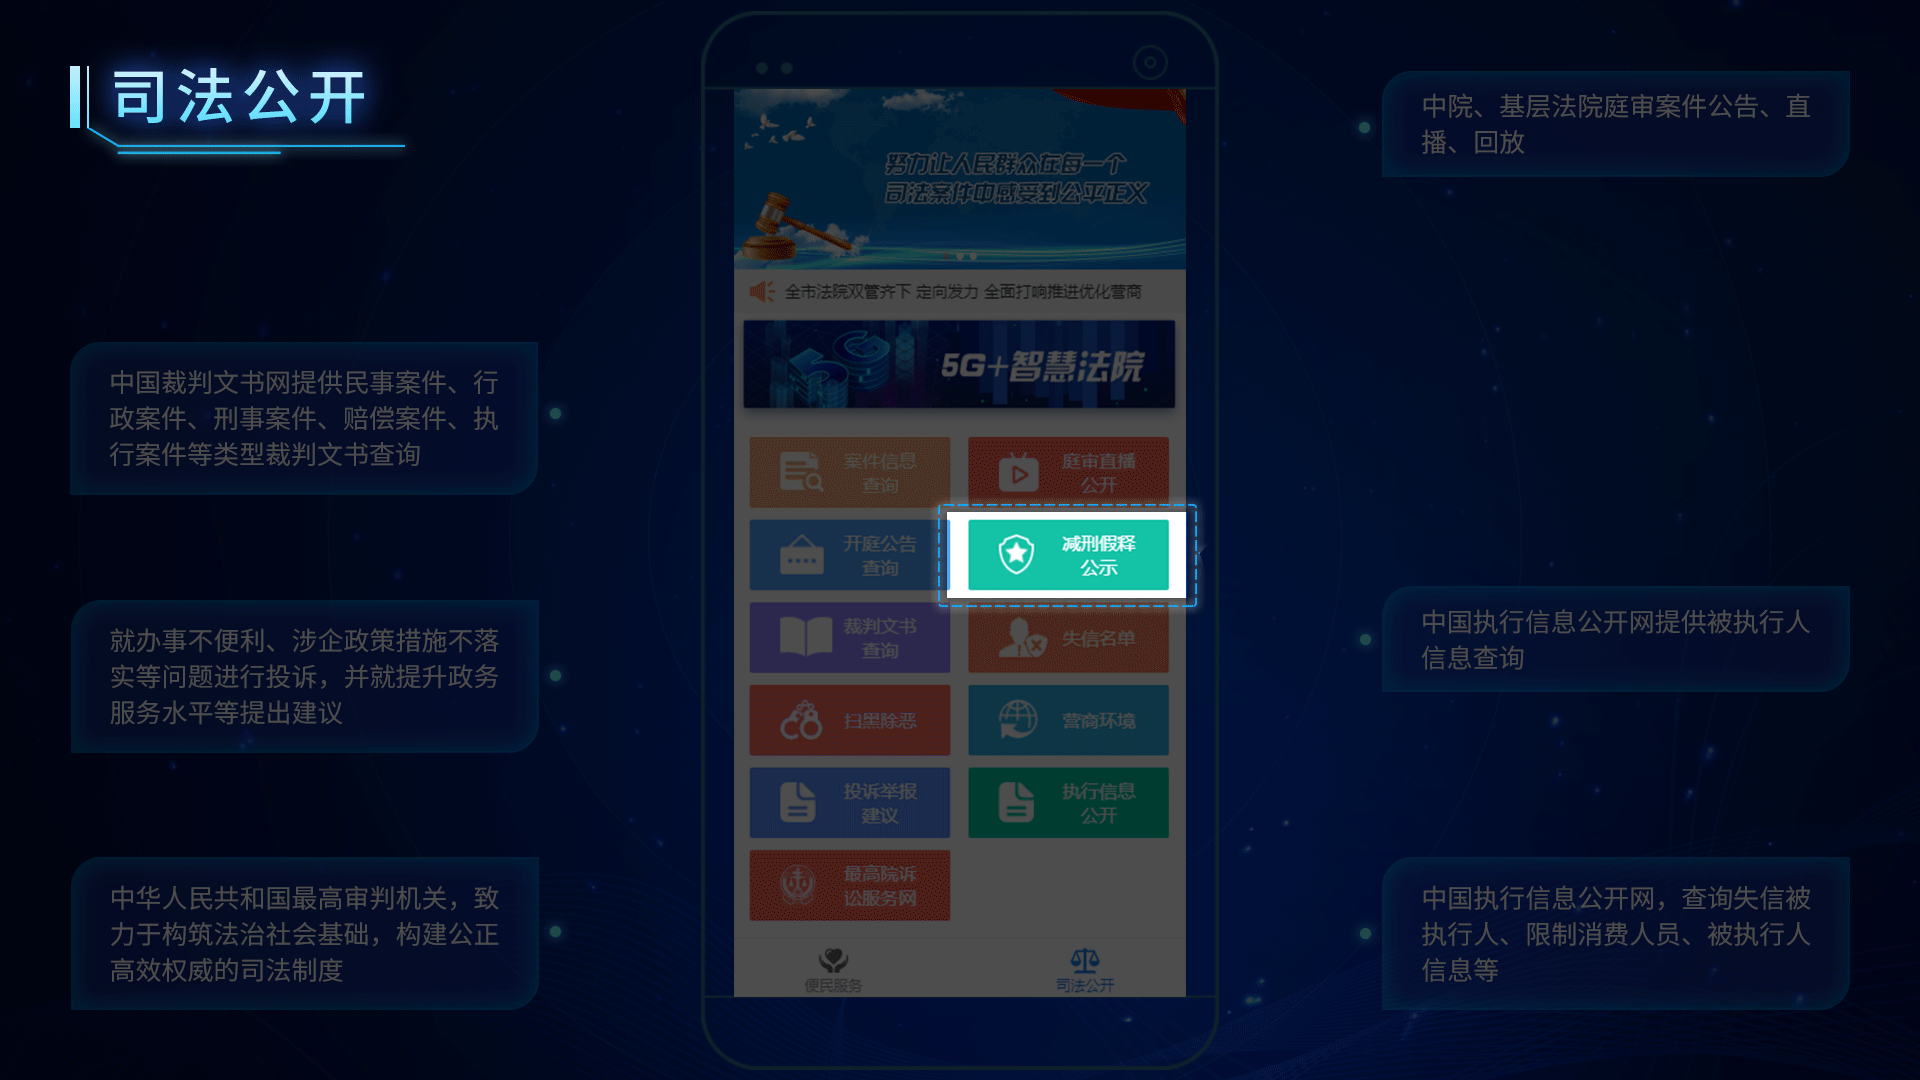 司法公开
中国裁判文书网提供民事案件、行
政案件、刑事案件、赔偿案件、执
行案件等类型裁判文书查询
就办事不便利、涉企政策措施不落
实等问题进行投诉，并就提升政务
服务水平等提出建议
中华人民共和国最高审判机关，致
力于构筑法治社会基础，构建公正
高效权威的司法制度
努力让人民群众在每一个
司法案件中感受到公平正义
全市法院双管齐下 定向发力 全面打响推进优化营商
5G+智慧法院
案件信息
查询
庭审直播
公开
开庭公告
查询
减刑假释
公示
裁判文书
查询
失信名单
扫黑除恶
营商环境
投诉举报
建议
执行信息
公开
最高院诉
讼服务网
便民服务
司法公开
中院、基层法院庭审案件公告、直
播、回放
中国执行信息公开网提供被执行人
信息查询
中国执行信息公开网，查询失信被
执行人、限制消费人员、被执行人
信息等